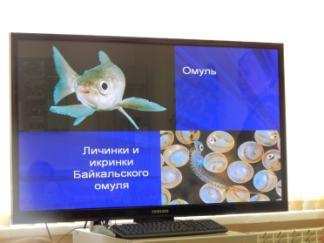 Омуль
Личинки и
икринки
Байкальского
омуля
SAMSUNG